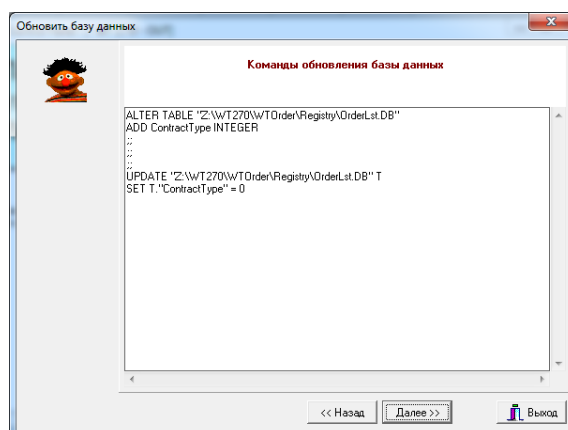 Обновить базу данных
Команды обновления базы данных
ALTER TABLE "Z:\WT270\WTOrder\Registry\OrderLst.DB"
ADD ContractType INTEGER
;;
;;
;;
UPDATE "Z:\WT270\WTOrder\Registry\OrderLst.DB" T
SET T."ContractType" = 0
<< Назад
Далее >>
Выход